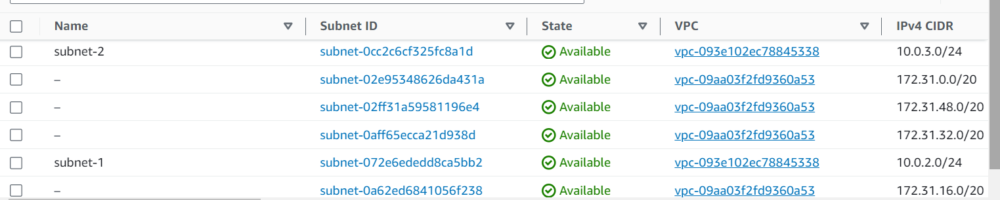 Name Subnet ID State VPC IPv4 CIDR
subnet-2 subnet-0cc2c6cf325fc8a1d Available vpc-093e102ec78845338 10.0.3.0/24
– subnet-02e95348626da431a Available vpc-09aa03f2fd9360a53 172.31.0.0/20
– subnet-02ff31a59581196e4 Available vpc-09aa03f2fd9360a53 172.31.48.0/20
– subnet-0aff65ecca21d938d Available vpc-09aa03f2fd9360a53 172.31.32.0/20
subnet-1 subnet-072e6ededd8ca5bb2 Available vpc-093e102ec78845338 10.0.2.0/24
– subnet-0a62ed6841056f238 Available vpc-09aa03f2fd9360a53 172.31.16.0/20